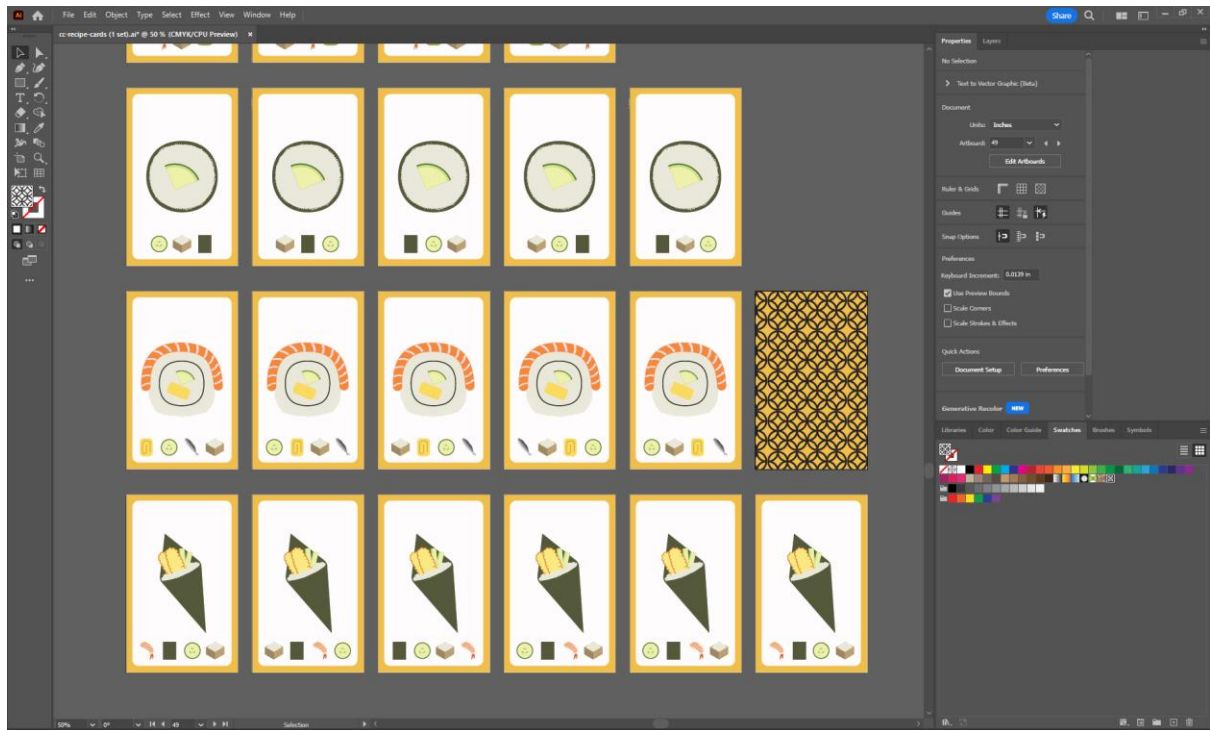 Ai File Edit Object Type Select Effect View Window Help Share
cc-recipe-cards (1 set).ai* @ 50 % (CMYK/CPU Preview) ×
Properties Layers
No Selection
Text to Vector Graphic (Beta)
Document
Units: Inches
Artboard: 49
Edit Artboards
Ruler & Grids
Guides
Snap Options
Preferences
Keyboard Increment: 0.0139 in
Use Preview Bounds
Scale Corners
Scale Strokes & Effects
Quick Actions
Document Setup Preferences
Generative Recolor NEW
Libraries Color Color Guide Swatches Brushes Symbols
50% 0° 49 Selection